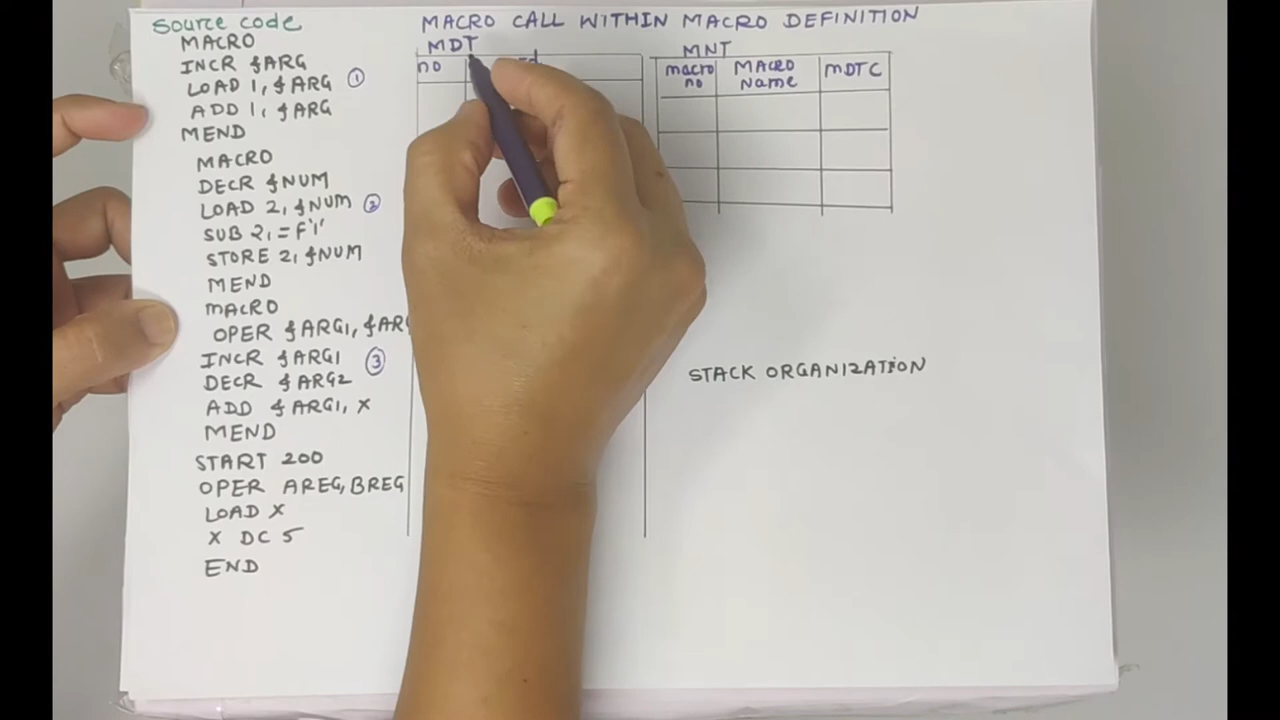 Source code
MACRO
INCR &ARG
LOAD 1, &ARG ①
ADD 1, &ARG
MEND
MACRO
DECR &NUM
LOAD 2, &NUM ②
SUB 2, = F'1'
STORE 2, &NUM
MEND
MACRO
OPER &ARG1, &AR
INCR &ARG1 ③
DECR &ARG2
ADD &ARG1, X
MEND
START 200
OPER AREG, BREG
LOAD X
X DC 5
END
MACRO CALL WITHIN MACRO DEFINITION
MDT
no
MNT
macro no MACRO Name MDTC
STACK ORGANIZATION